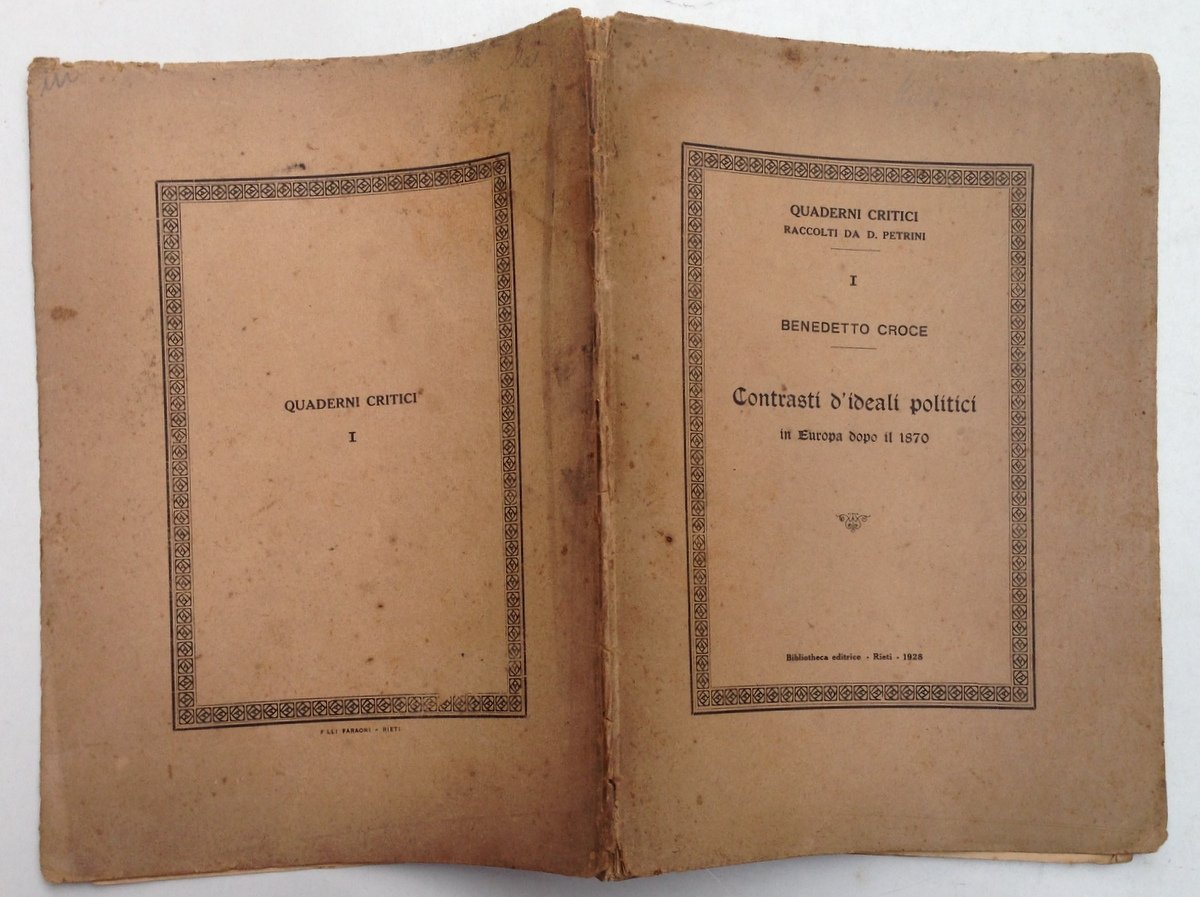 QUADERNI CRITICI
I
F.LLI FARAONI - RIETI
QUADERNI CRITICI
RACCOLTI DA D. PETRINI
I
BENEDETTO CROCE
Contrasti d'ideali politici
in Europa dopo il 1870
Bibliotheca editrice - Rieti - 1928